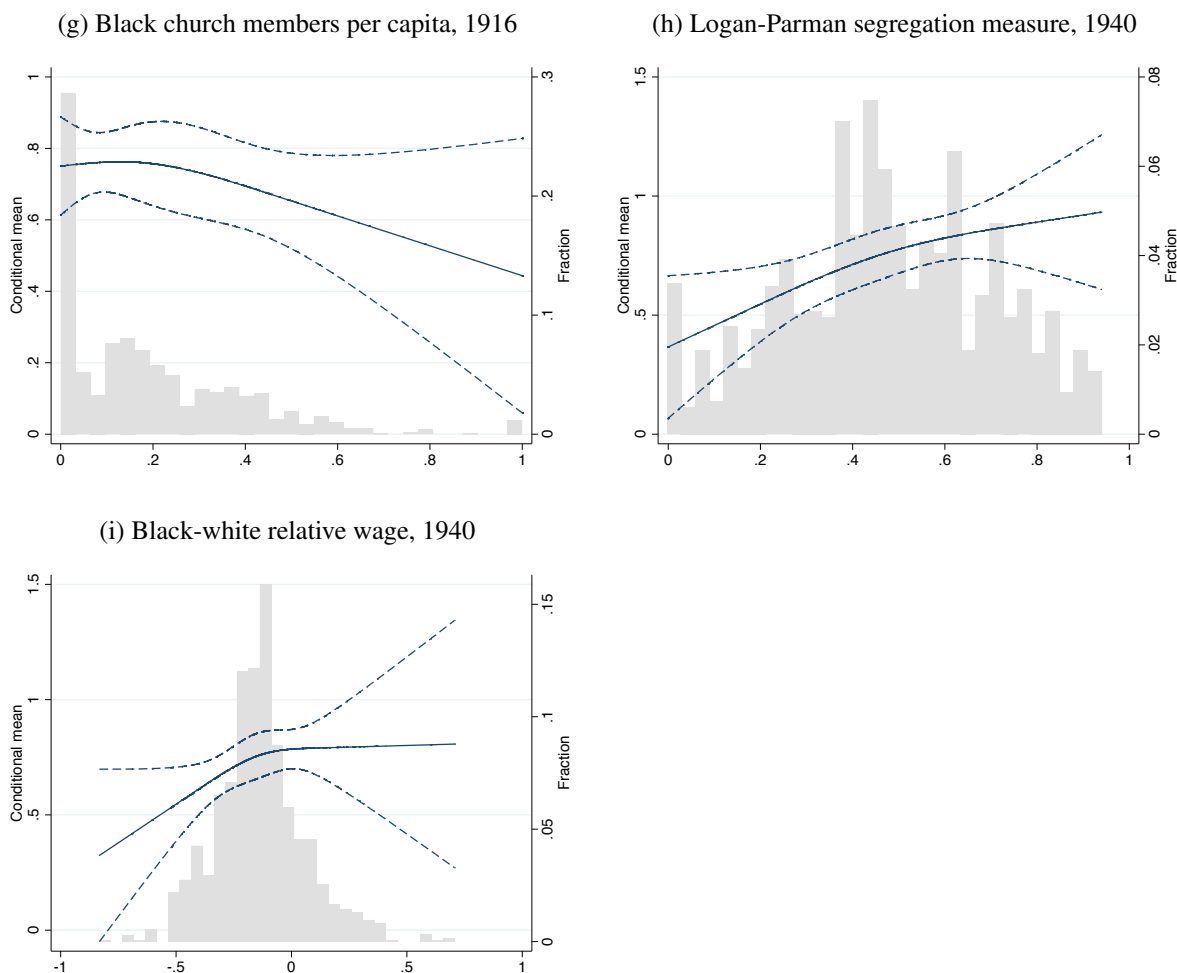 (g) Black church members per capita, 1916
Conditional mean
0 .2 .4 .6 .8 1
Fraction
0 .1 .2 .3
0 .2 .4 .6 .8 1
(h) Logan-Parman segregation measure, 1940
Conditional mean
0 .5 1 1.5
Fraction
0 .02 .04 .06 .08
0 .2 .4 .6 .8 1
(i) Black-white relative wage, 1940
Conditional mean
0 .5 1 1.5
Fraction
0 .05 .1 .15
-1 -.5 0 .5 1